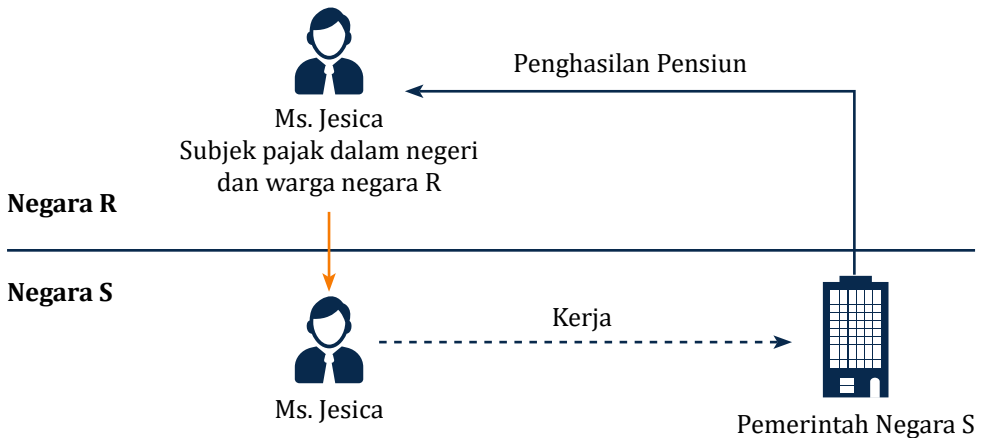 Penghasilan Pensiun
Ms. Jesica
Subjek pajak dalam negeri
dan warga negara R
Negara R
Negara S
Kerja
Ms. Jesica
Pemerintah Negara S